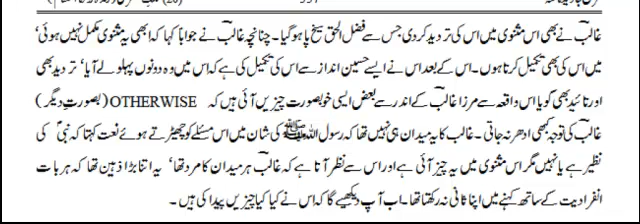 غالبؔ نے بھی اس مثنوی میں اس کی تردید کر دی جس سے فضل الحق سیخ پا ہو گیا۔ چنانچہ غالبؔ نے جواباً کہا کہ ابھی یہ مثنوی مکمل نہیں ہوئی‘
میں اس کی بھی تکمیل کرتا ہوں۔ اس کے بعد اس نے ایسے حسین انداز سے اس کی تکمیل کی ہے کہ اس میں وہ دونوں پہلو لے آیا‘ تردید بھی
اور تائید بھی گویا اس واقعہ سے مرزا غالبؔ کے اندر سے بعض ایسی خوبصورت چیزیں آئی ہیں کہ OTHERWISE (بصورتِ دیگر)
غالبؔ کی توجہ کبھی ادھر نہ جاتی۔ غالبؔ کا یہ میدان ہی نہیں تھا کہ رسول اللہ ﷺ کی شان میں اس مسئلے کو چھیڑتے ہوئے نعت کہتا کہ نبیؐ کی
نظیر ہے یا نہیں مگر اس مثنوی میں یہ چیز آئی ہے اور اس سے نظر آتا ہے کہ غالبؔ ہر میدان کا مرد تھا‘ یہ اتنا بڑا ذہین تھا کہ ہر بات
انفرادیت کے ساتھ کہنے میں اپنا ثانی نہ رکھتا تھا۔ اب آپ دیکھیے گا کہ اس نے کیا کیا چیزیں پیدا کی ہیں۔